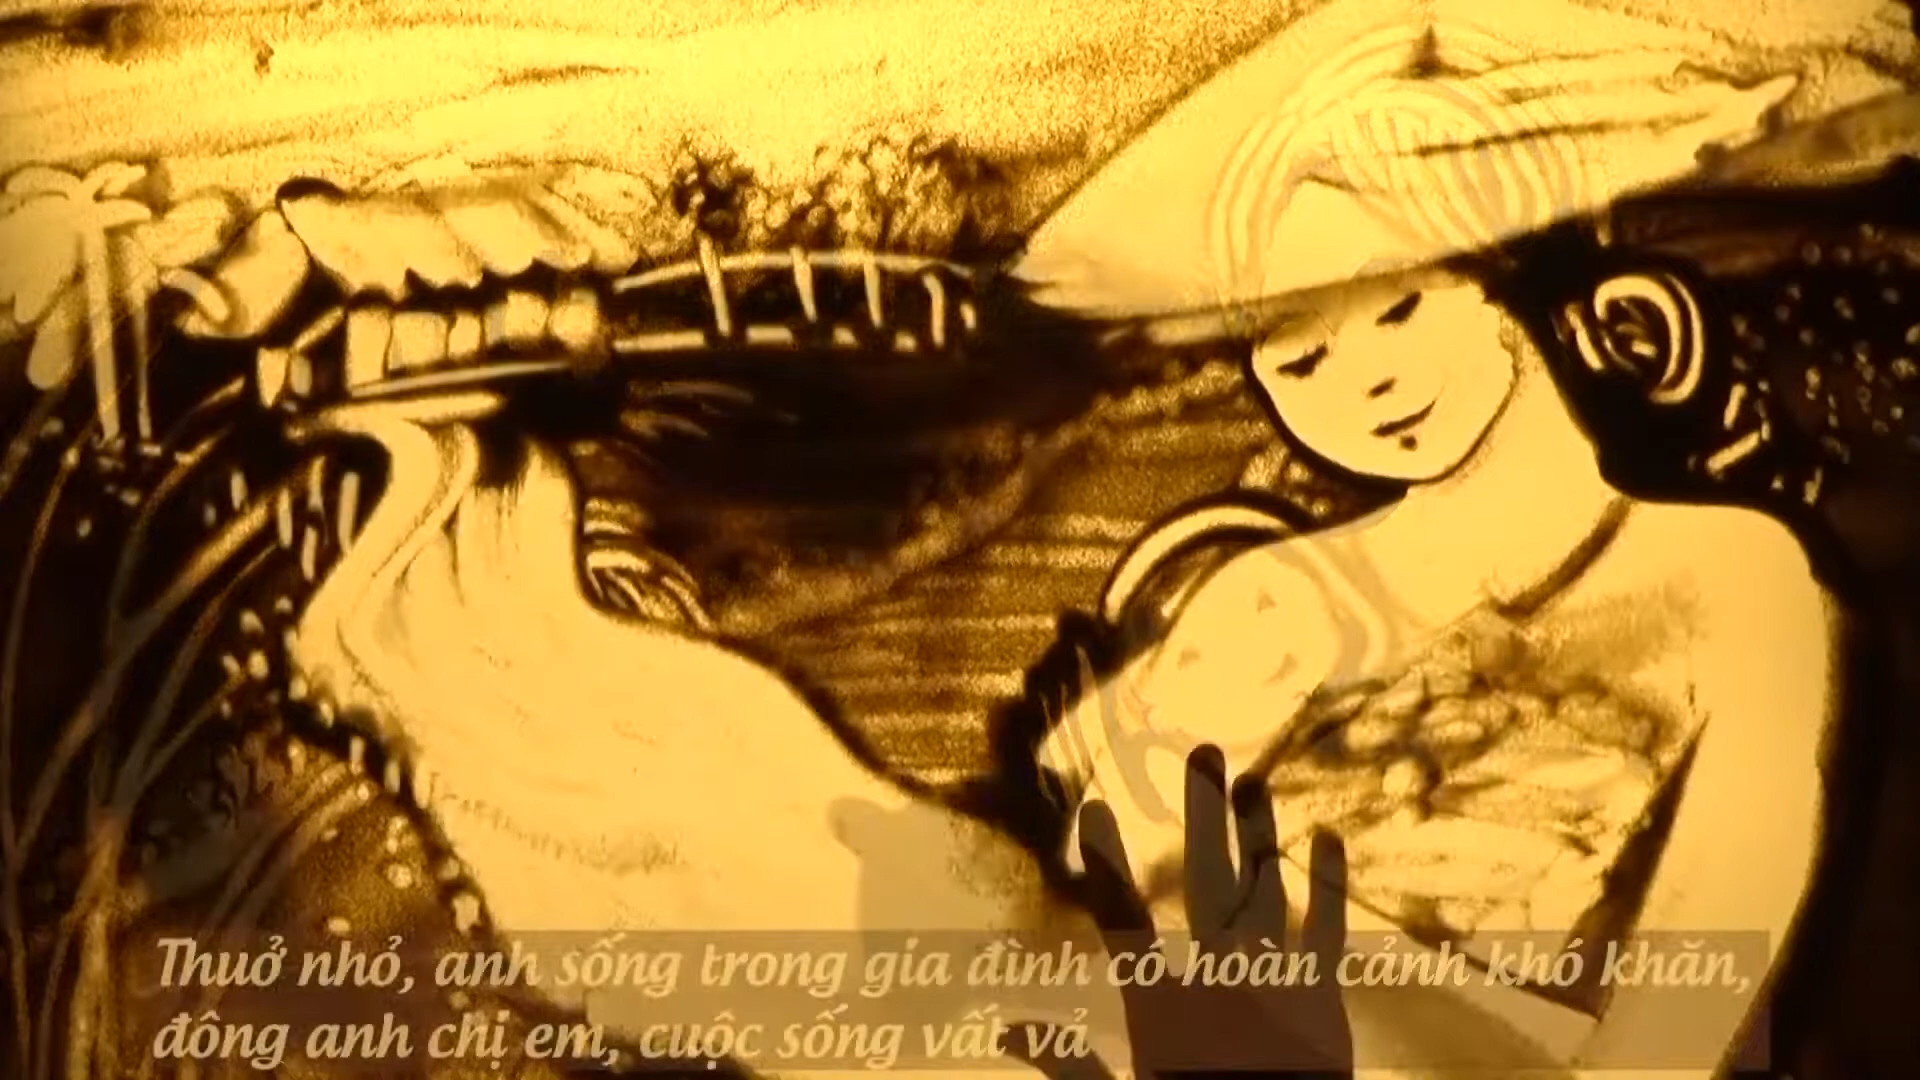 Thuở nhỏ, anh sống trong gia đình có hoàn cảnh khó khăn,
đông anh chị em, cuộc sống vất vả